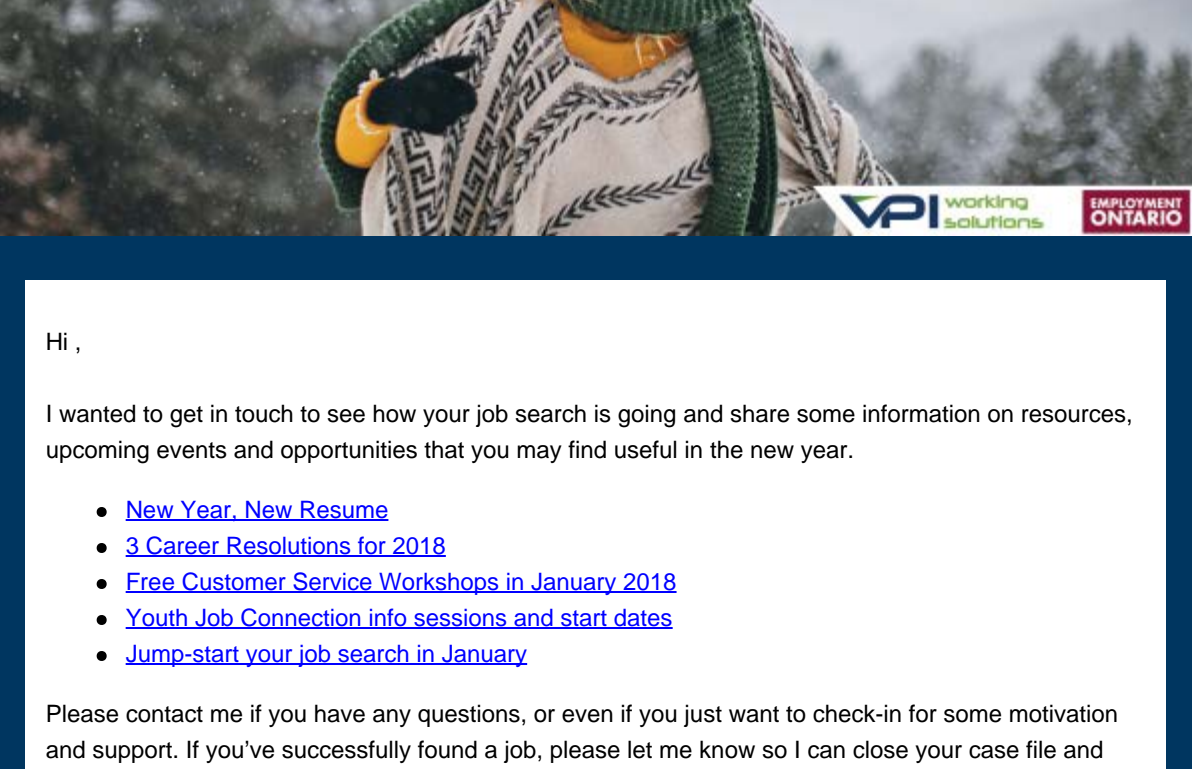 VPI working
solutions
EMPLOYMENT
ONTARIO
Hi ,
I wanted to get in touch to see how your job search is going and share some information on resources,
upcoming events and opportunities that you may find useful in the new year.
New Year, New Resume
3 Career Resolutions for 2018
Free Customer Service Workshops in January 2018
Youth Job Connection info sessions and start dates
Jump-start your job search in January
Please contact me if you have any questions, or even if you just want to check-in for some motivation
and support. If you’ve successfully found a job, please let me know so I can close your case file and